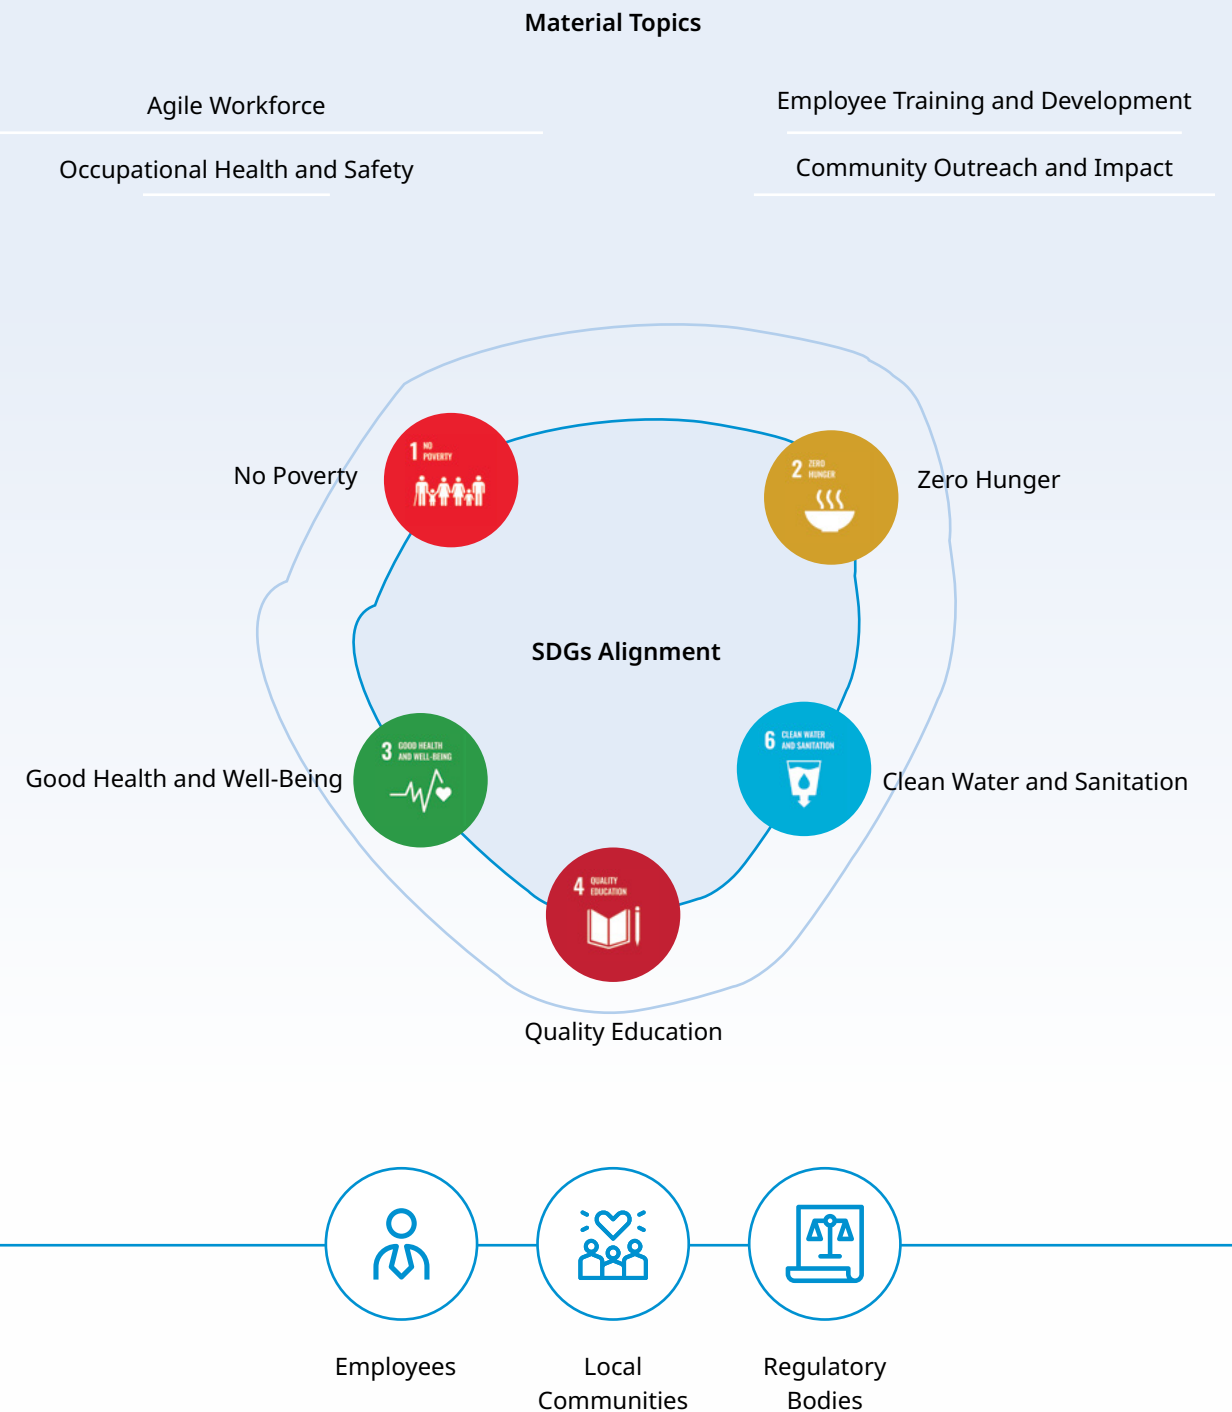 Material Topics
Agile Workforce
Employee Training and Development
Occupational Health and Safety
Community Outreach and Impact
1 NO
POVERTY
No Poverty
2 ZERO
HUNGER
Zero Hunger
SDGs Alignment
3 GOOD HEALTH
AND WELL-BEING
Good Health and Well-Being
6 CLEAN WATER
AND SANITATION
Clean Water and Sanitation
4 QUALITY
EDUCATION
Quality Education
Employees
Local
Communities
Regulatory
Bodies